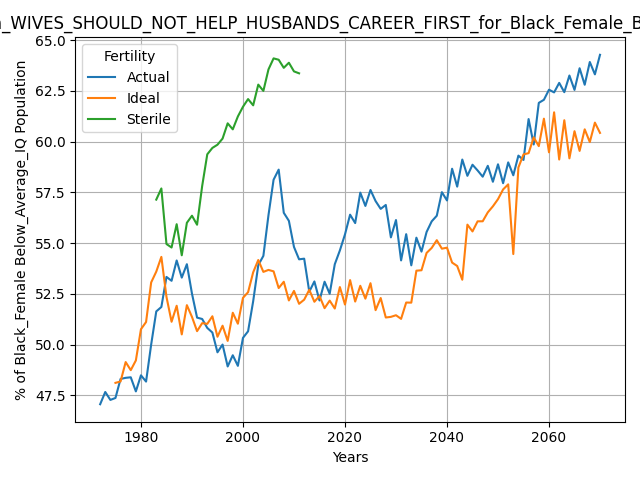 _WIVES_SHOULD_NOT_HELP_HUSBANDS_CAREER_FIRST_for_Black_Female_B
65.0
62.5
60.0
57.5
55.0
52.5
50.0
47.5
% of Black_Female Below_Average_IQ Population
Fertility
Actual
Ideal
Sterile
1980
2000
2020
2040
2060
Years